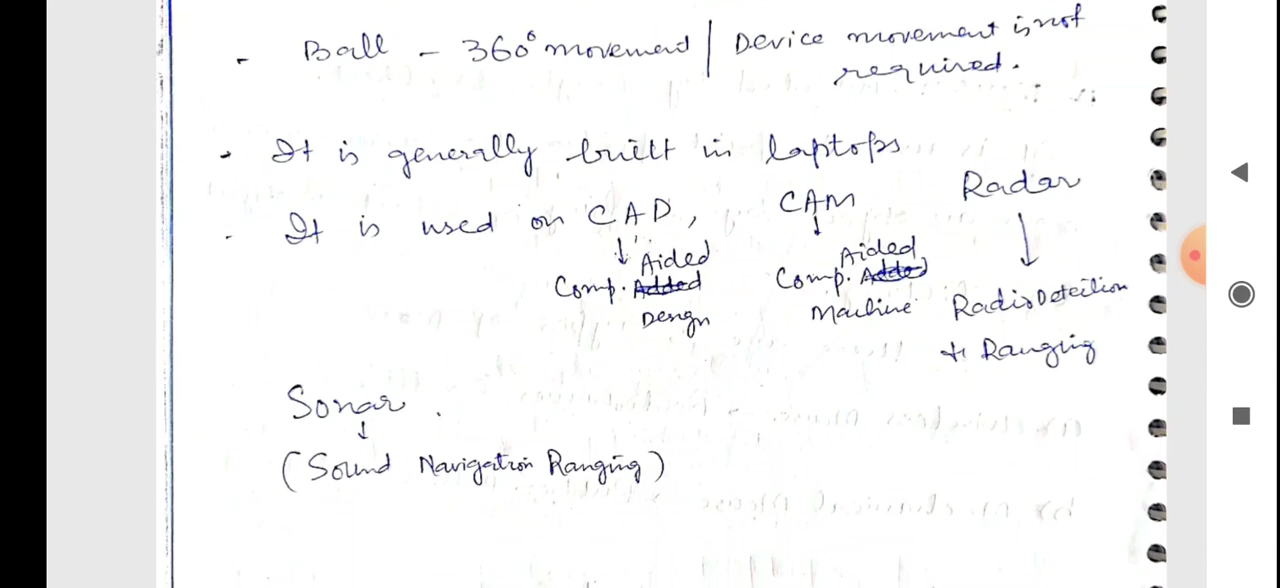 - Ball - 360° movement | Device movement is not required.
- It is generally built in laptops
- It is used on CAD, CAM Radar
↓ Aided Comp. Added Design
↓ Aided Comp. Added Machine
↓ Radio Detection & Ranging
Sonar .
↓
(Sound Navigation Ranging)